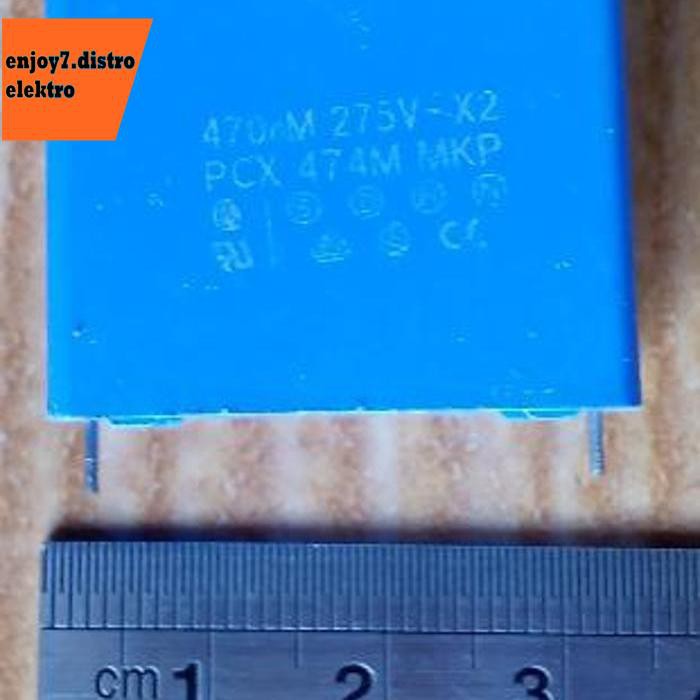 enjoy7.distro
elektro
470nM 275V~X2
PCX 474M MKP
cm 1 2 3